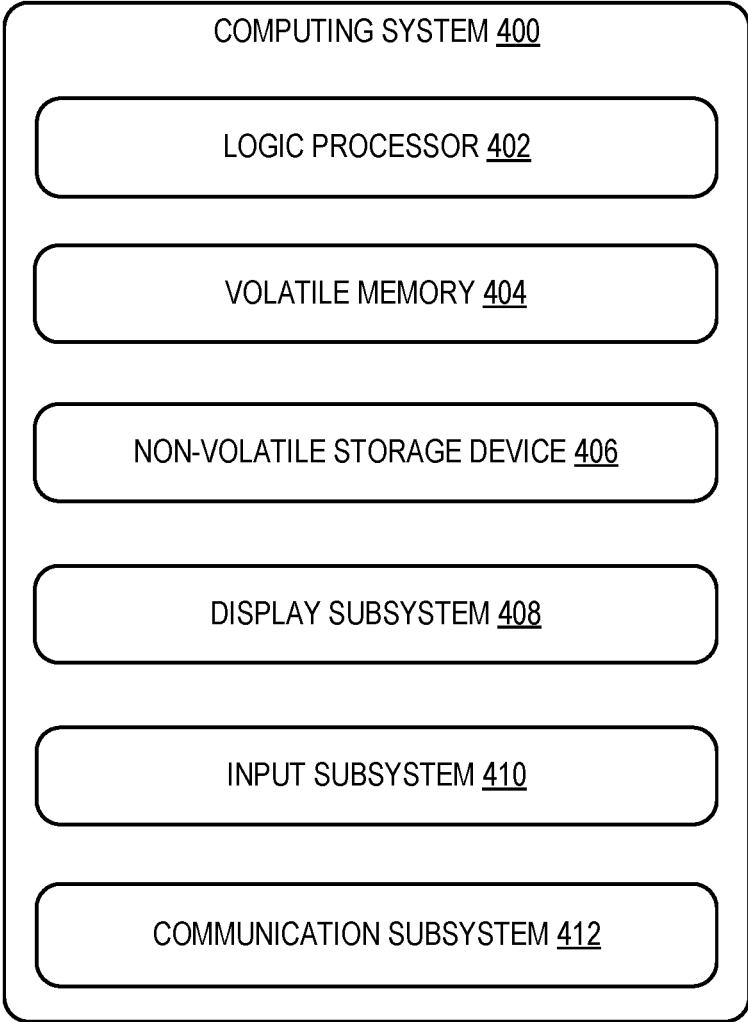 COMPUTING SYSTEM 400
LOGIC PROCESSOR 402
VOLATILE MEMORY 404
NON-VOLATILE STORAGE DEVICE 406
DISPLAY SUBSYSTEM 408
INPUT SUBSYSTEM 410
COMMUNICATION SUBSYSTEM 412